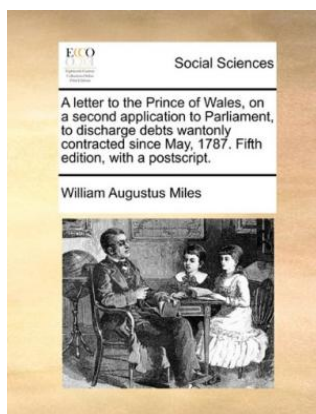 ECCO
Social Sciences
A letter to the Prince of Wales, on
a second application to Parliament,
to discharge debts wantonly
contracted since May, 1787. Fifth
edition, with a postscript.
William Augustus Miles